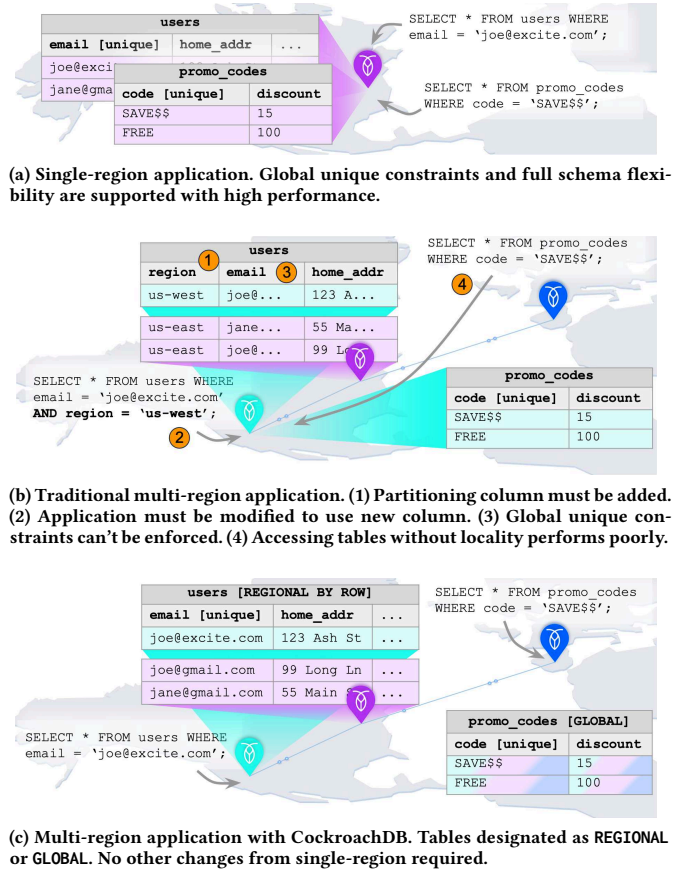 users
email [unique] home_addr ...
joe@exci
jane@gma
promo_codes
code [unique] discount
SAVE$$ 15
FREE 100
SELECT * FROM users WHERE
email = 'joe@excite.com';
SELECT * FROM promo_codes
WHERE code = 'SAVE$$';
(a) Single-region application. Global unique constraints and full schema flexi-
bility are supported with high performance.
users
1
region email 3 home_addr
us-west joe@... 123 A...
us-east jane... 55 Ma...
us-east joe@... 99 L
SELECT * FROM promo_codes
WHERE code = 'SAVE$$';
4
SELECT * FROM users WHERE
email = 'joe@excite.com'
AND region = 'us-west';
2
promo_codes
code [unique] discount
SAVE$$ 15
FREE 100
(b) Traditional multi-region application. (1) Partitioning column must be added.
(2) Application must be modified to use new column. (3) Global unique con-
straints can't be enforced. (4) Accessing tables without locality performs poorly.
users [REGIONAL BY ROW]
email [unique] home_addr ...
joe@excite.com 123 Ash St ...
joe@gmail.com 99 Long Ln ...
jane@gmail.com 55 Main ...
SELECT * FROM promo_codes
WHERE code = 'SAVE$$';
SELECT * FROM users WHERE
email = 'joe@excite.com';
promo_codes [GLOBAL]
code [unique] discount
SAVE$$ 15
FREE 100
(c) Multi-region application with CockroachDB. Tables designated as REGIONAL
or GLOBAL. No other changes from single-region required.